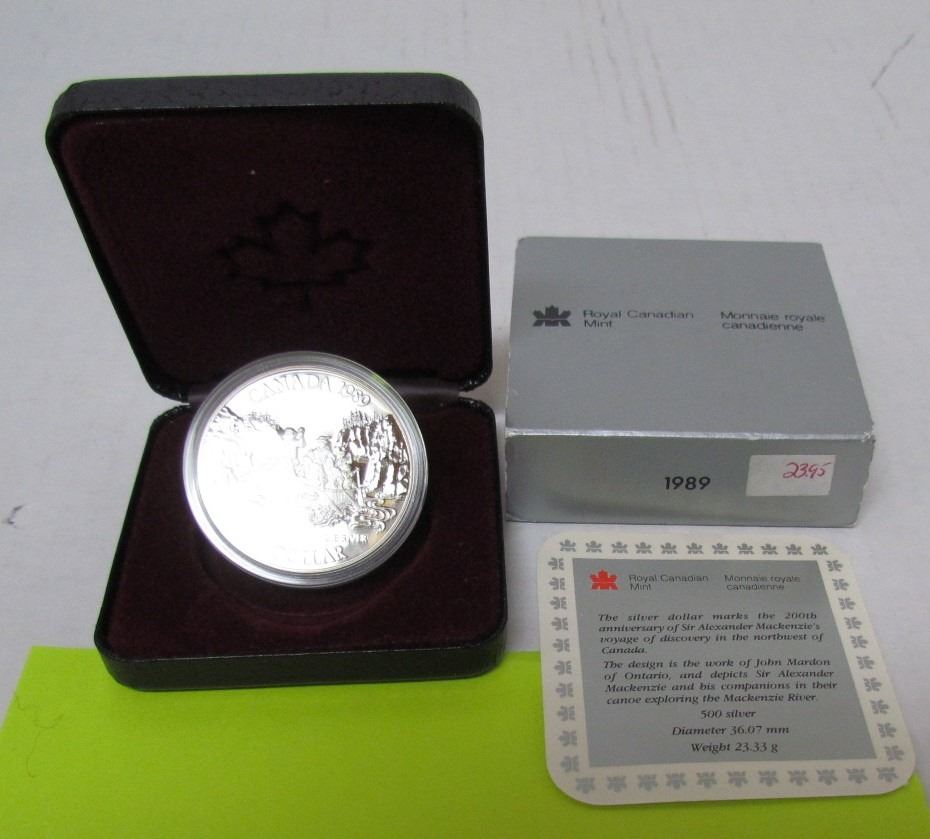 CANADA 1989
DOLLAR
Royal Canadian Mint
Monnaie royale canadienne
1989
23.95
Royal Canadian Mint
Monnaie royale canadienne
The silver dollar marks the 200th
anniversary of Sir Alexander Mackenzie's
voyage of discovery in the northwest of
Canada.
The design is the work of John Mardon
of Ontario, and depicts Sir Alexander
Mackenzie and his companions in their
canoe exploring the Mackenzie River.
500 silver
Diameter 36.07 mm
Weight 23.33 g